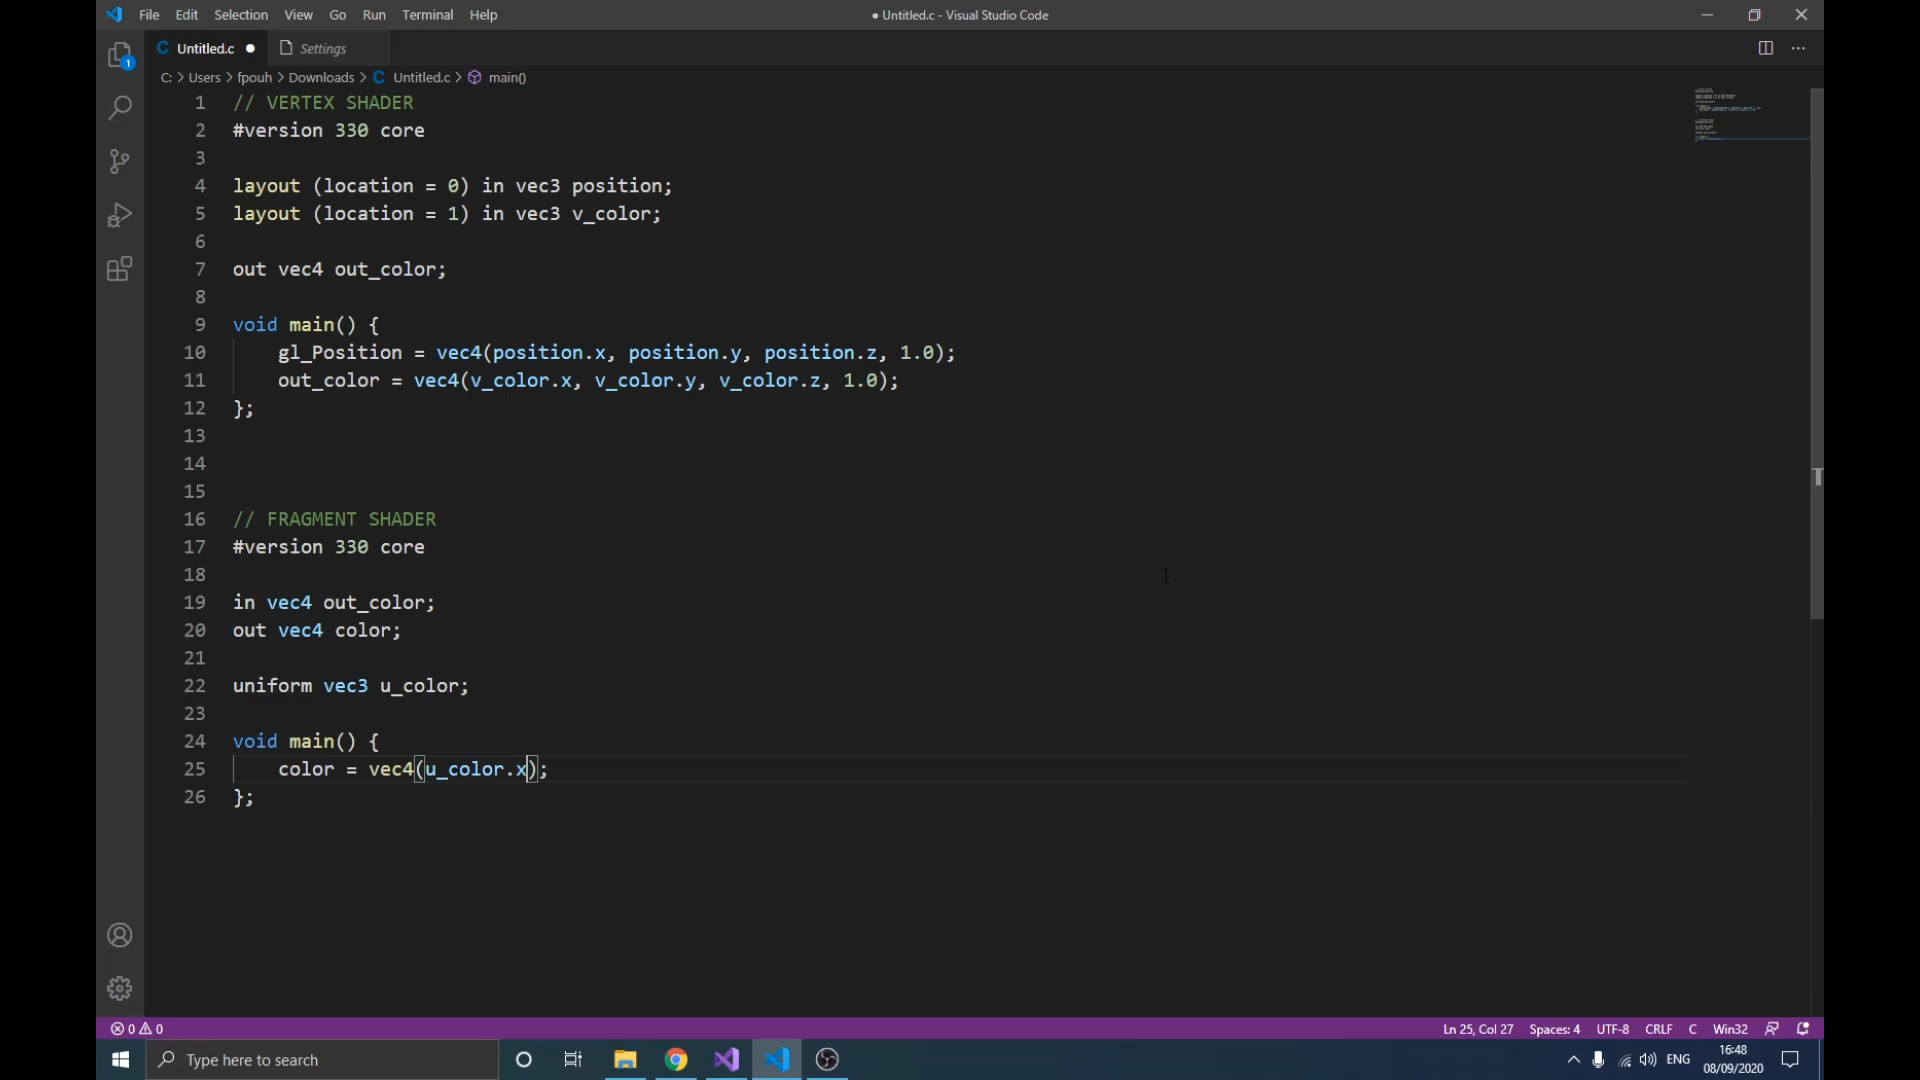 File Edit Selection View Go Run Terminal Help
● Untitled.c - Visual Studio Code
C Untitled.c ● Settings
1
C: > Users > fpouh > Downloads > C Untitled.c > main()
1 // VERTEX SHADER
2 #version 330 core
3
4 layout (location = 0) in vec3 position;
5 layout (location = 1) in vec3 v_color;
6
7 out vec4 out_color;
8
9 void main() {
10 gl_Position = vec4(position.x, position.y, position.z, 1.0);
11 out_color = vec4(v_color.x, v_color.y, v_color.z, 1.0);
12 };
13
14
15
16 // FRAGMENT SHADER
17 #version 330 core
18
19 in vec4 out_color;
20 out vec4 color;
21
22 uniform vec3 u_color;
23
24 void main() {
25 color = vec4(u_color.x);
26 };
0 0 Ln 25, Col 27 Spaces: 4 UTF-8 CRLF C Win32
Type here to search
ENG
16:48
08/09/2020